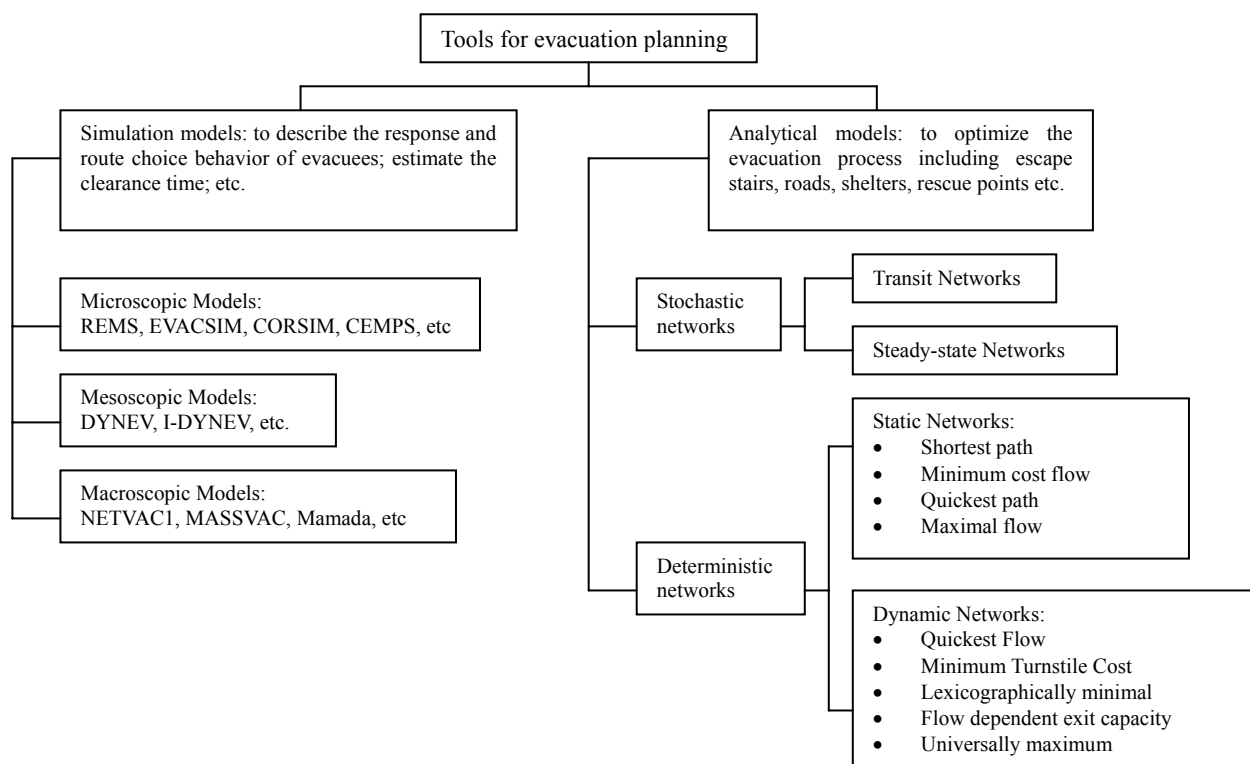 Tools for evacuation planning
Simulation models: to describe the response and
route choice behavior of evacuees; estimate the
clearance time; etc.
Microscopic Models:
REMS, EVACSIM, CORSIM, CEMPS, etc
Mesoscopic Models:
DYNEV, I-DYNEV, etc.
Macroscopic Models:
NETVAC1, MASSVAC, Mamada, etc
Analytical models: to optimize the
evacuation process including escape
stairs, roads, shelters, rescue points etc.
Stochastic
networks
Transit Networks
Steady-state Networks
Deterministic
networks
Static Networks:
• Shortest path
• Minimum cost flow
• Quickest path
• Maximal flow
Dynamic Networks:
• Quickest Flow
• Minimum Turnstile Cost
• Lexicographically minimal
• Flow dependent exit capacity
• Universally maximum